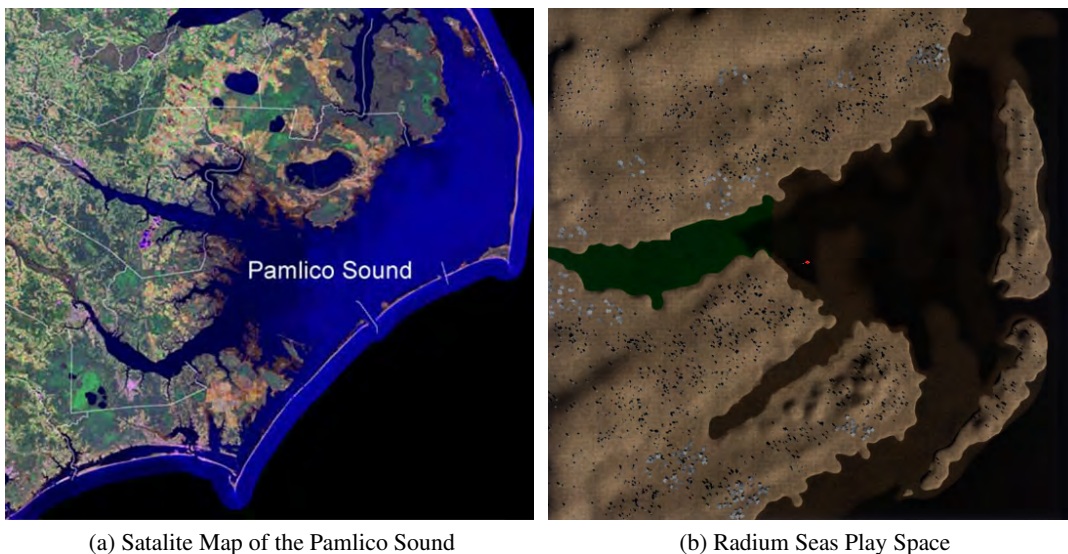 Pamlico Sound
(a) Satalite Map of the Pamlico Sound
(b) Radium Seas Play Space